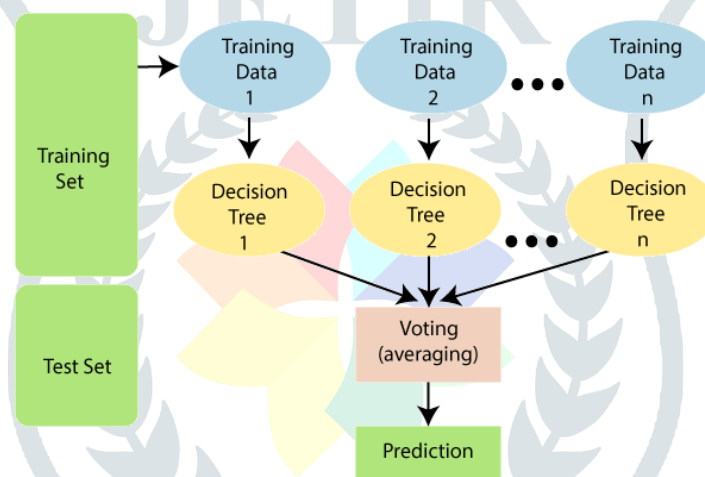 JETIR
Training
Data
1
Training
Data
2
Training
Data
n
Training
Set
Decision
Tree
1
Decision
Tree
2
Decision
Tree
n
Test Set
Voting
(averaging)
Prediction